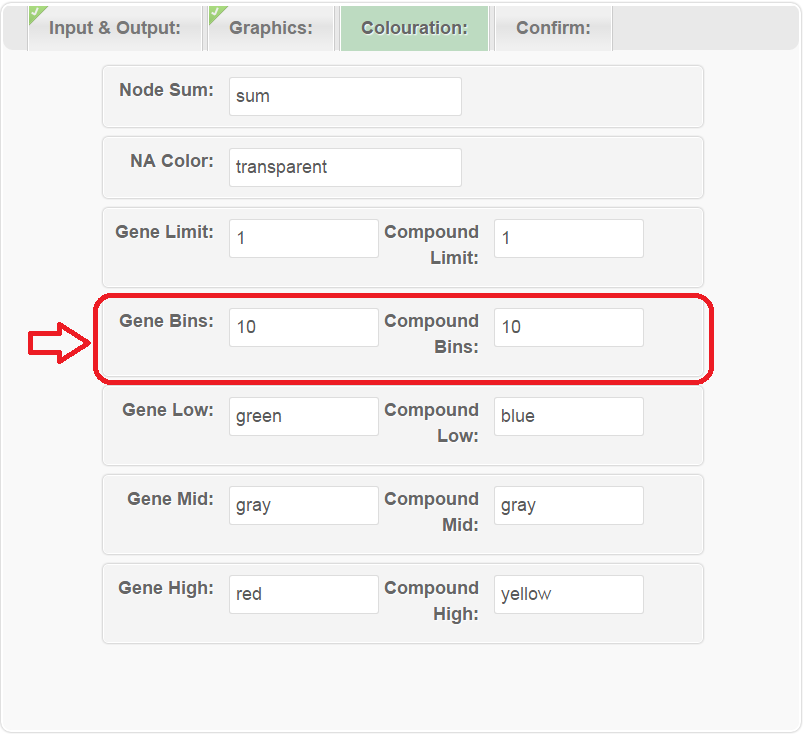 Input & Output: Graphics: Colouration: Confirm:
Node Sum: sum
NA Color: transparent
Gene Limit: 1 Compound Limit: 1
Gene Bins: 10 Compound Bins: 10
Gene Low: green Compound Low: blue
Gene Mid: gray Compound Mid: gray
Gene High: red Compound High: yellow